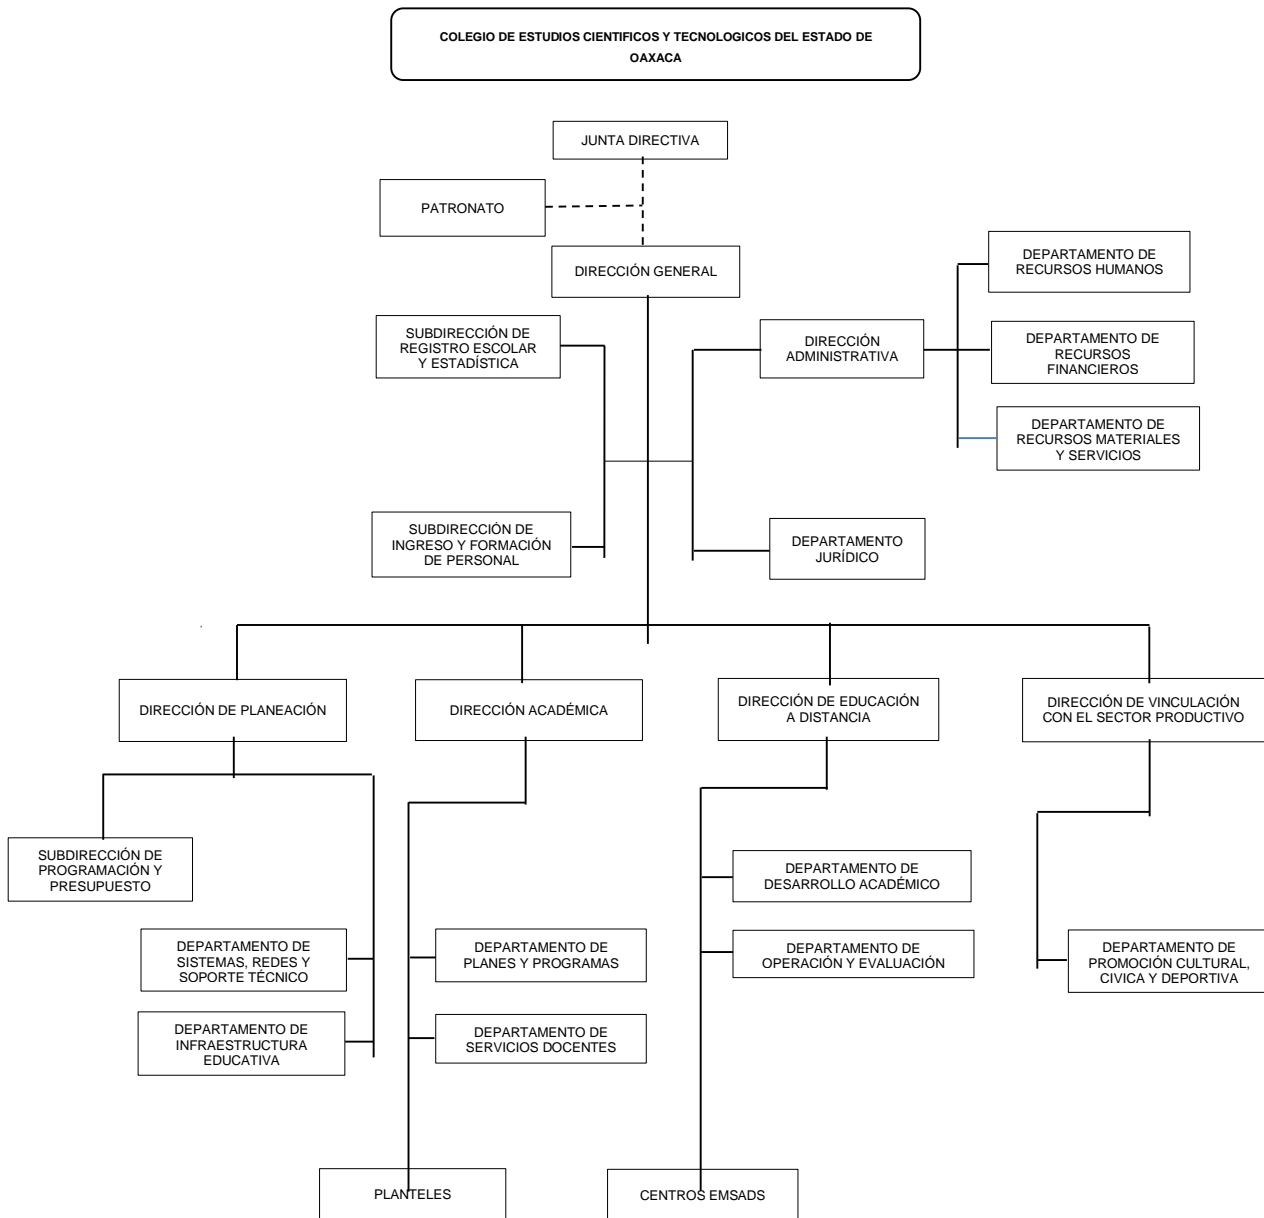 COLEGIO DE ESTUDIOS CIENTIFICOS Y TECNOLOGICOS DEL ESTADO DE
OAXACA
JUNTA DIRECTIVA
PATRONATO
DIRECCIÓN GENERAL
DEPARTAMENTO DE
RECURSOS HUMANOS
SUBDIRECCIÓN DE
REGISTRO ESCOLAR
Y ESTADÍSTICA
DIRECCIÓN
ADMINISTRATIVA
DEPARTAMENTO DE
RECURSOS
FINANCIEROS
DEPARTAMENTO DE
RECURSOS MATERIALES
Y SERVICIOS
SUBDIRECCIÓN DE
INGRESO Y FORMACIÓN
DE PERSONAL
DEPARTAMENTO
JURÍDICO
DIRECCIÓN DE PLANEACIÓN
DIRECCIÓN ACADÉMICA
DIRECCIÓN DE EDUCACIÓN
A DISTANCIA
DIRECCIÓN DE VINCULACIÓN
CON EL SECTOR PRODUCTIVO
SUBDIRECCIÓN DE
PROGRAMACIÓN Y
PRESUPUESTO
DEPARTAMENTO DE
DESARROLLO ACADÉMICO
DEPARTAMENTO DE
SISTEMAS, REDES Y
SOPORTE TÉCNICO
DEPARTAMENTO DE
PLANES Y PROGRAMAS
DEPARTAMENTO DE
OPERACIÓN Y EVALUACIÓN
DEPARTAMENTO DE
PROMOCIÓN CULTURAL,
CIVICA Y DEPORTIVA
DEPARTAMENTO DE
INFRAESTRUCTURA
EDUCATIVA
DEPARTAMENTO DE
SERVICIOS DOCENTES
PLANTELES
CENTROS EMSADS